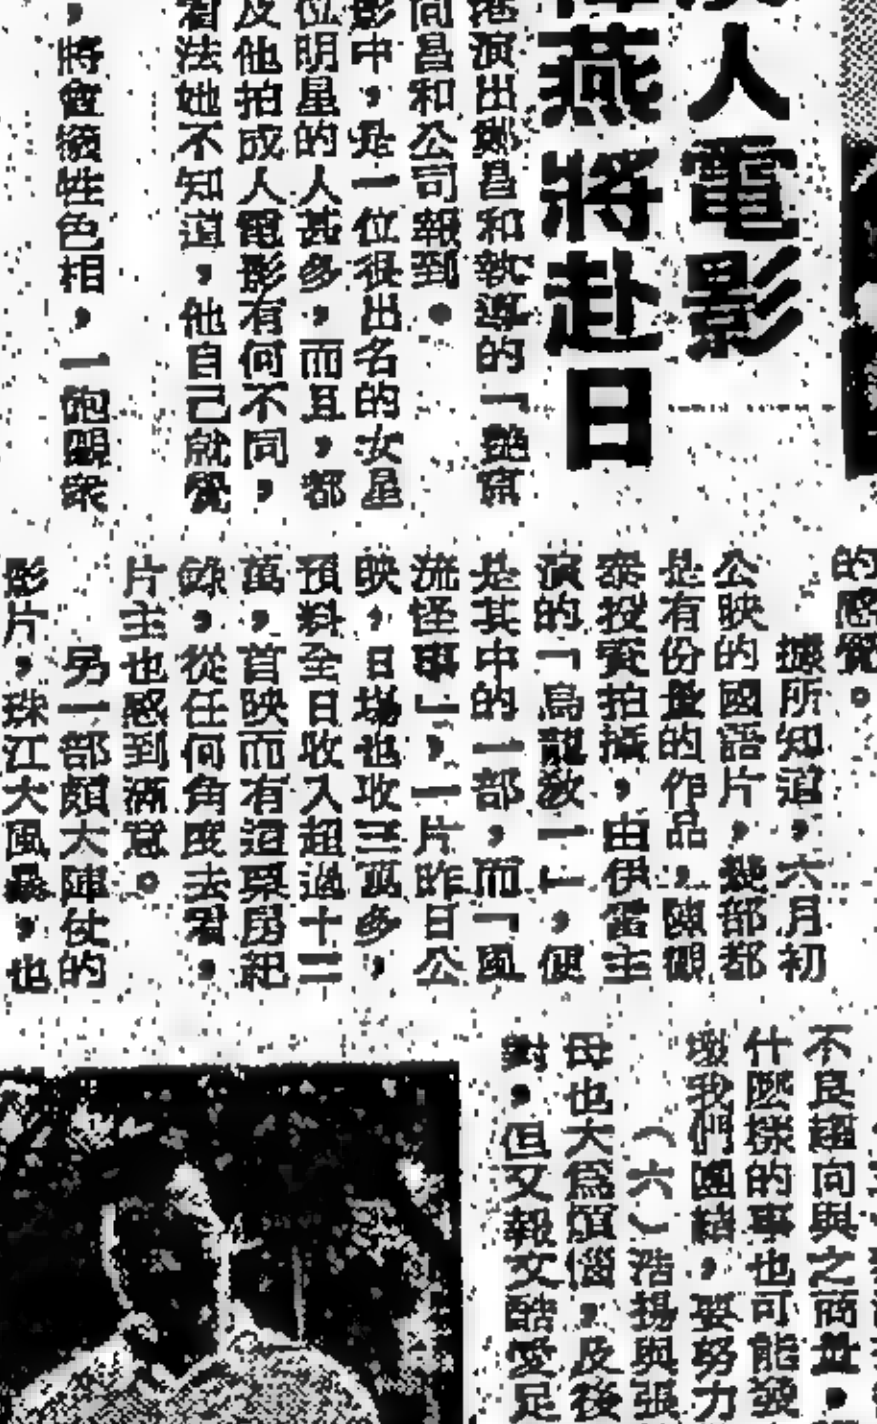 人電影
燕將赴日
港演出鄭昌和執導的「艷京
向昌和公司報到。
影中，是一位很出名的女星
位明星的人甚多，而且，都
及他拍成人電影有何不同，
看法她不知道，他自己就覺
，將會犧牲色相，一飽觀眾
的感覺。
據所知道，六月初
公映的國語片，幾部都
是有份量的作品，陳觀
泰投資拍攝，由伊雷主
演的「烏龍教一」，便
是其中的一部，而「風
流怪事」，一片昨日公
映，日場也收三萬多，
預料全日收入超過十二
萬，首映而有這票房紀
錄，從任何角度去看，
片主也感到滿意。
另一部頗大陣仗的
影片，珠江大風暴，也
不良趨向與之商量，
什麼樣的事也可能發
我們團結，要努力
（六）浩揚與張
母也大為煩惱，及後
對，但又報文酷愛足